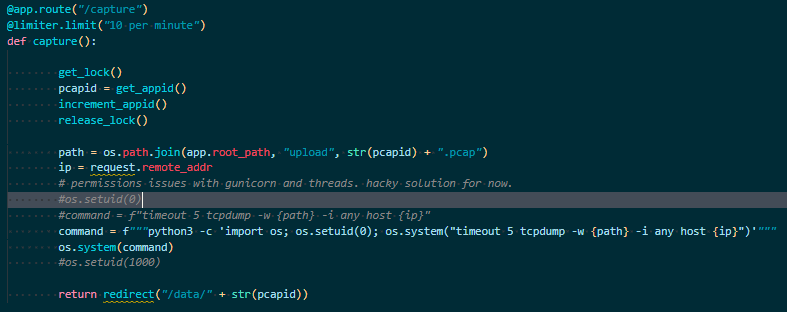 @app.route("/capture")
@limiter.limit("10 per minute")
def capture():
get_lock()
pcapid = get_appid()
increment_appid()
release_lock()
path = os.path.join(app.root_path, "upload", str(pcapid) + ".pcap")
ip = request.remote_addr
# permissions issues with gunicorn and threads. hacky solution for now.
#os.setuid(0)
#command = f"timeout 5 tcpdump -w {path} -i any host {ip}"
command = f"""python3 -c 'import os; os.setuid(0); os.system("timeout 5 tcpdump -w {path} -i any host {ip}")'"""
os.system(command)
#os.setuid(1000)
return redirect("/data/" + str(pcapid))